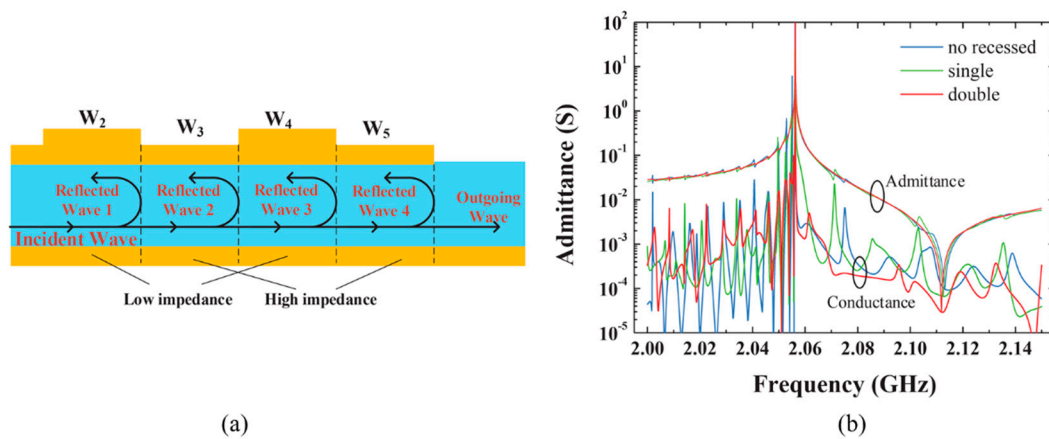 W2
W3
W4
W5
Reflected Wave 1
Reflected Wave 2
Reflected Wave 3
Reflected Wave 4
Outgoing Wave
Incident Wave
Low impedance
High impedance
(a)
Admittance (S)
10^2
10^1
10^0
10^-1
10^-2
10^-3
10^-4
10^-5
no recessed
single
double
Admittance
Conductance
2.00 2.02 2.04 2.06 2.08 2.10 2.12 2.14
Frequency (GHz)
(b)